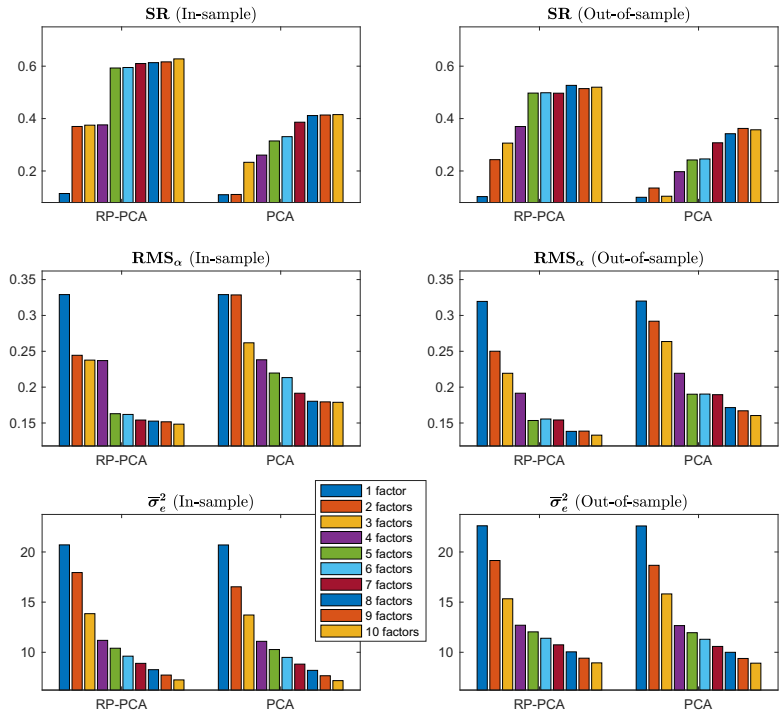 SR (In-sample)
0.6
0.4
0.2
RP-PCA PCA
SR (Out-of-sample)
0.6
0.4
0.2
RP-PCA PCA
RMSα (In-sample)
0.35
0.3
0.25
0.2
0.15
RP-PCA PCA
RMSα (Out-of-sample)
0.35
0.3
0.25
0.2
0.15
RP-PCA PCA
σ̅²ₑ (In-sample)
20
15
10
RP-PCA PCA
1 factor
2 factors
3 factors
4 factors
5 factors
6 factors
7 factors
8 factors
9 factors
10 factors
σ̅²ₑ (Out-of-sample)
20
15
10
RP-PCA PCA